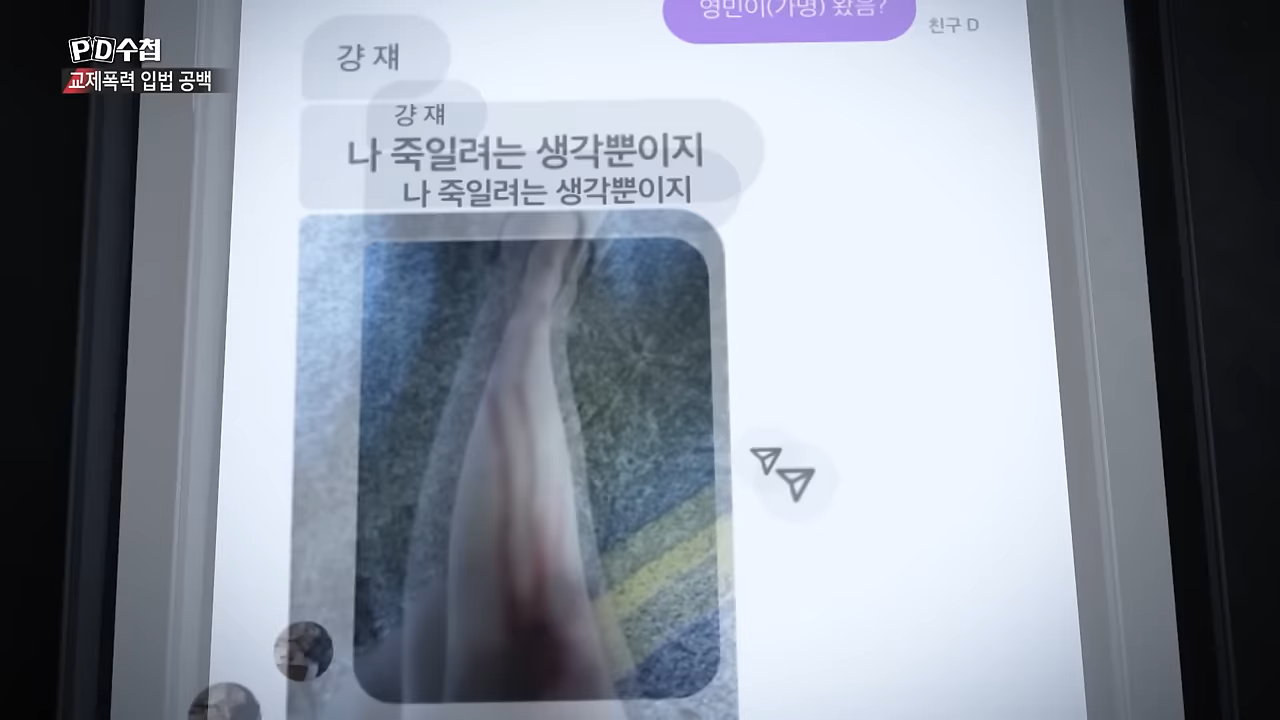 PD수첩
교제폭력 입법 공백
영민이(가명) 왔음?
친구 D
걍 쟤
걍 쟤
나 죽일려는 생각뿐이지
나 죽일려는 생각뿐이지